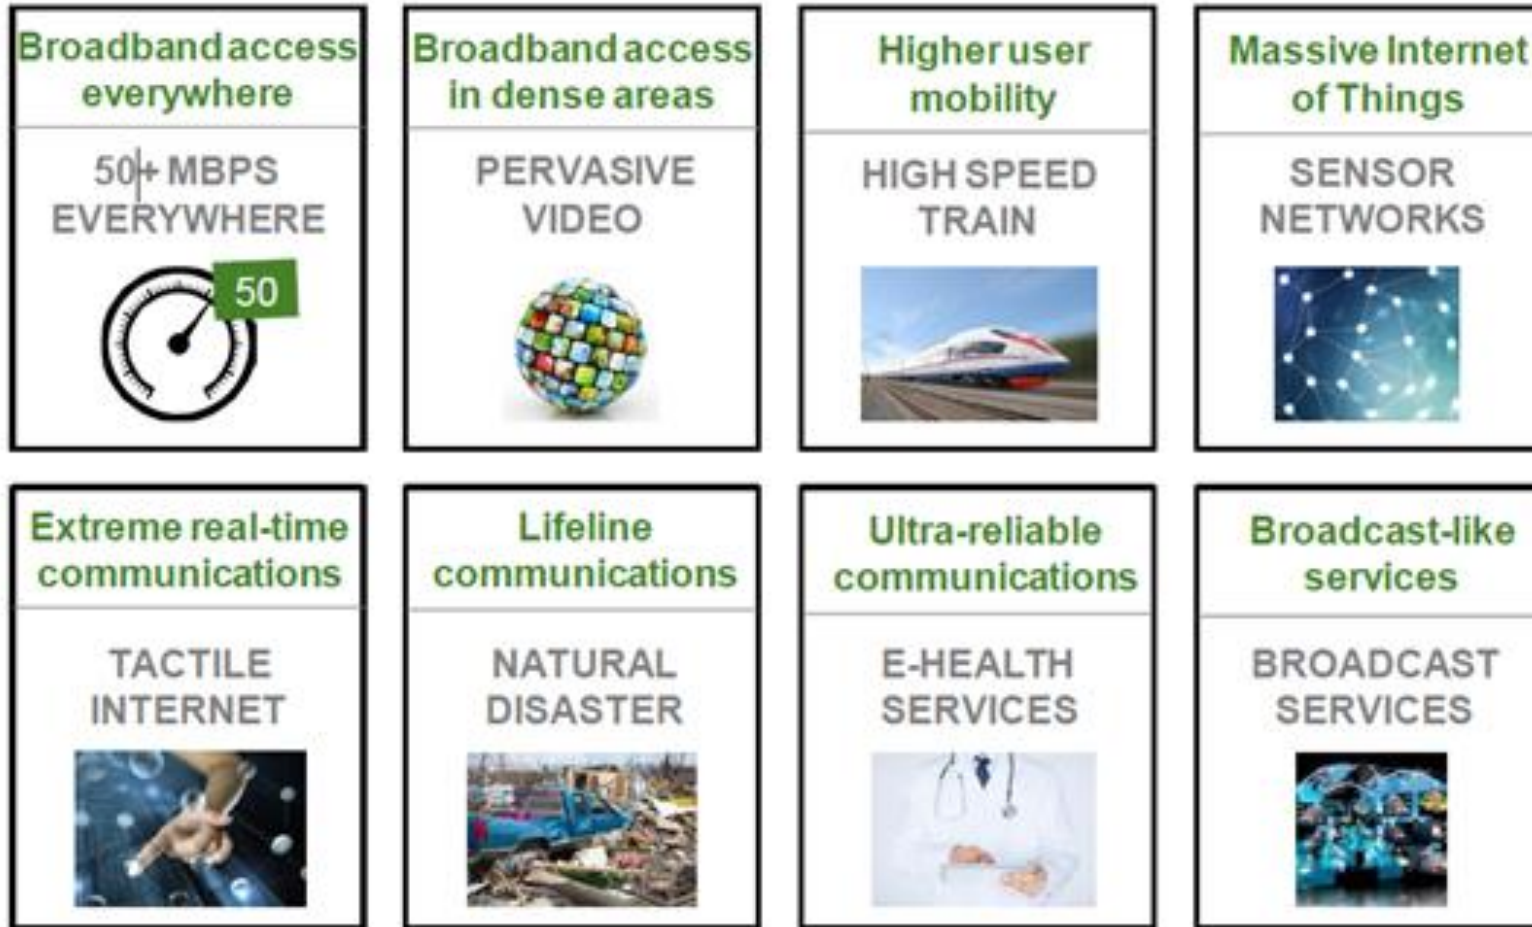 Broadband access
everywhere
50+ MBPS
EVERYWHERE
50
Broadband access
in dense areas
PERVASIVE
VIDEO
Higher user
mobility
HIGH SPEED
TRAIN
Massive Internet
of Things
SENSOR
NETWORKS
Extreme real-time
communications
TACTILE
INTERNET
Lifeline
communications
NATURAL
DISASTER
Ultra-reliable
communications
E-HEALTH
SERVICES
Broadcast-like
services
BROADCAST
SERVICES